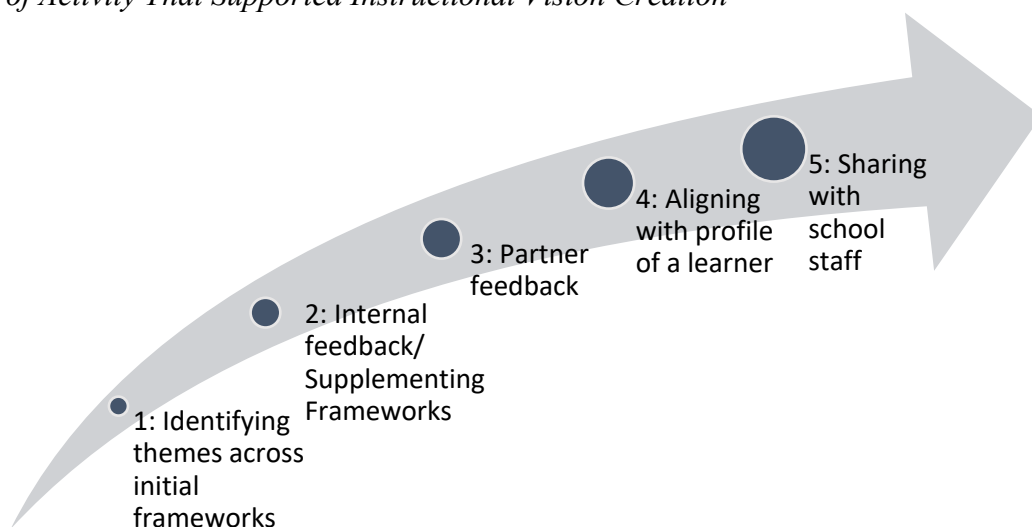 of Activity That Supported Instructional Vision Creation
1: Identifying
themes across
initial
frameworks
2: Internal
feedback/
Supplementing
Frameworks
3: Partner
feedback
4: Aligning
with profile
of a learner
5: Sharing
with
school
staff